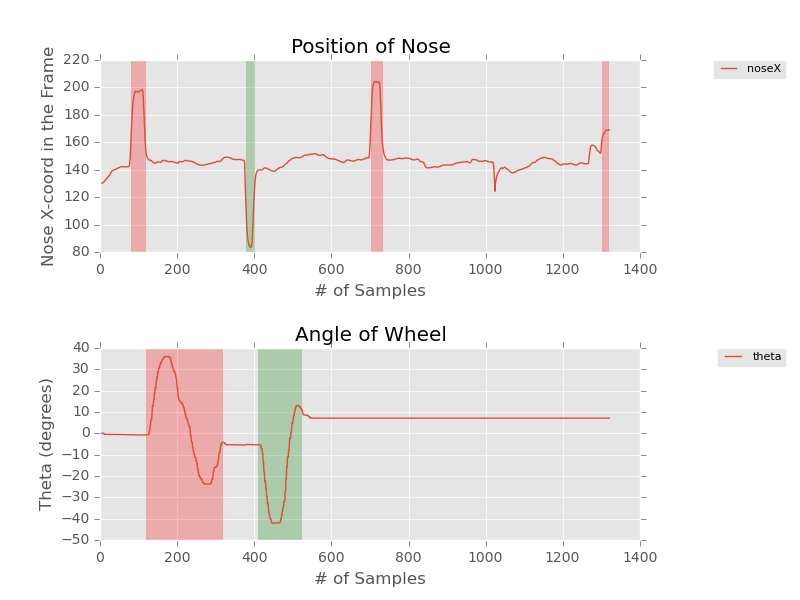 Position of Nose
Nose X-coord in the Frame
220
200
180
160
140
120
100
80
0 200 400 600 800 1000 1200 1400
# of Samples
noseX
Angle of Wheel
Theta (degrees)
40
30
20
10
0
−10
−20
−30
−40
−50
0 200 400 600 800 1000 1200 1400
# of Samples
theta